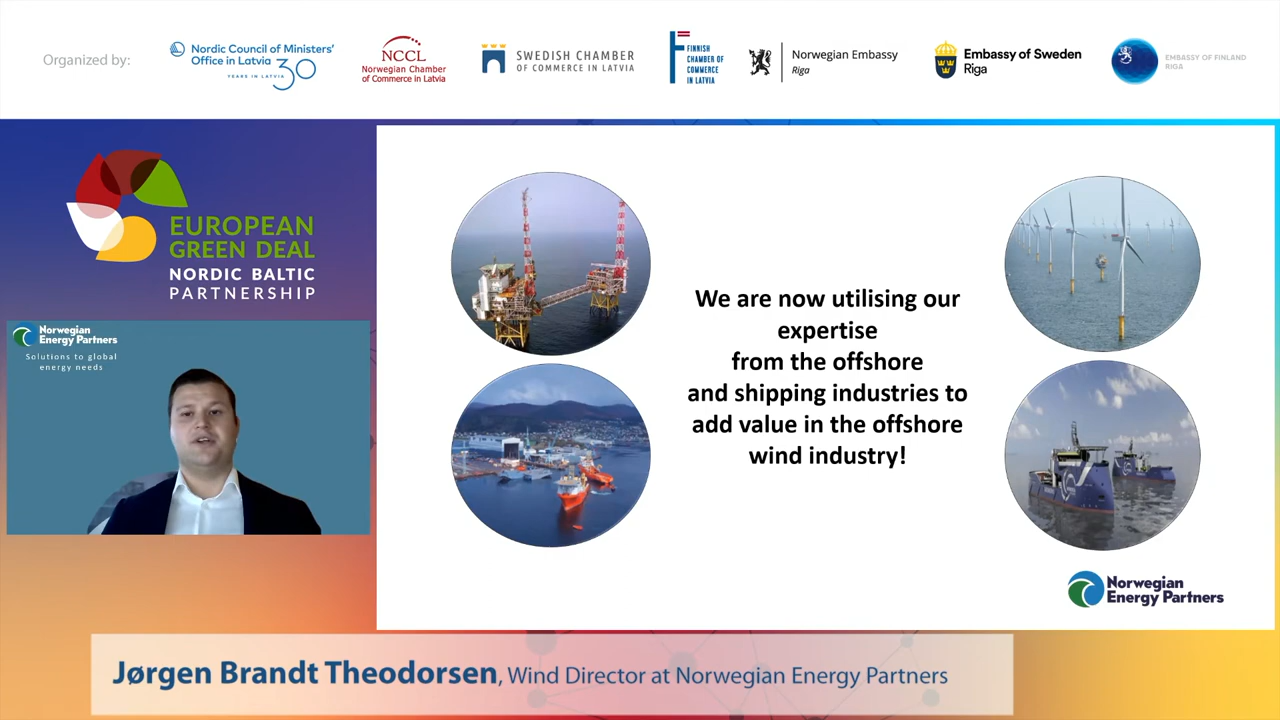 Organized by:
Nordic Council of Ministers'
Office in Latvia
YEARS IN LATVIA 30
NCCL
Norwegian Chamber
of Commerce in Latvia
SWEDISH CHAMBER
OF COMMERCE IN LATVIA
FINNISH
CHAMBER OF
COMMERCE
IN LATVIA
Norwegian Embassy
Riga
Embassy of Sweden
Riga
EMBASSY OF FINLAND
RIGA
EUROPEAN
GREEN DEAL
NORDIC BALTIC
PARTNERSHIP
Norwegian
Energy Partners
Solutions to global
energy needs
We are now utilising our
expertise
from the offshore
and shipping industries to
add value in the offshore
wind industry!
Norwegian
Energy Partners
Jørgen Brandt Theodorsen, Wind Director at Norwegian Energy Partners